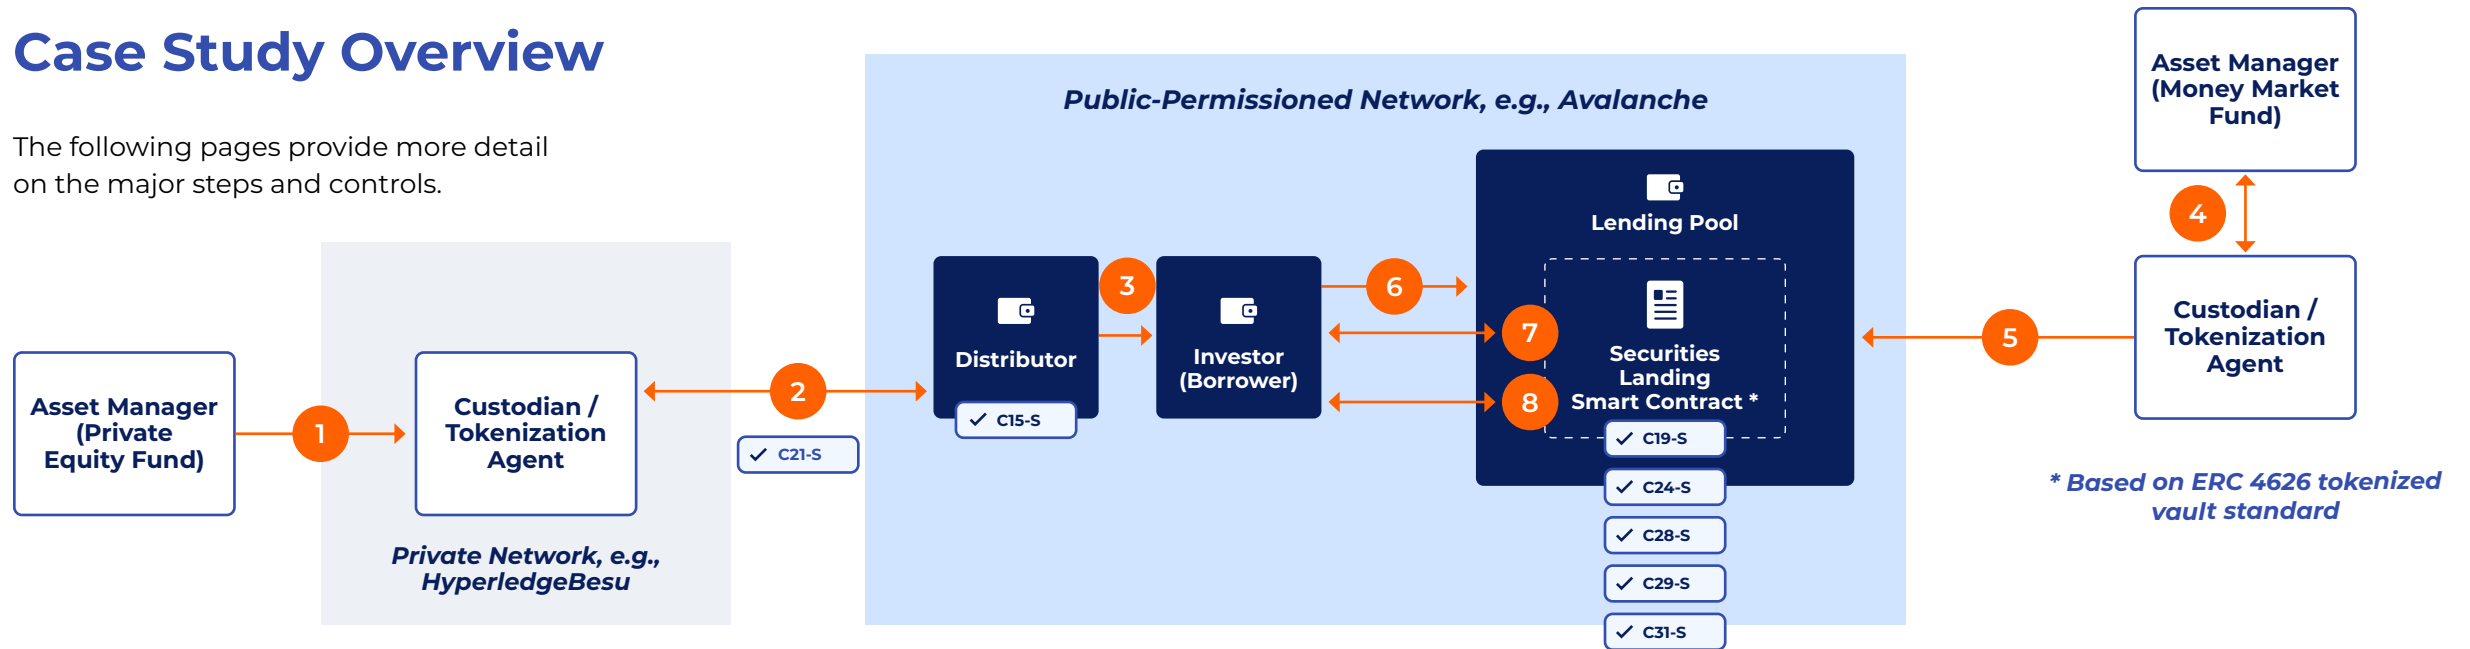 Case Study Overview
The following pages provide more detail
on the major steps and controls.
Asset Manager
(Private
Equity Fund)
1
Custodian /
Tokenization
Agent
Private Network, e.g.,
HyperledgeBesu
2
C21-S
Public-Permissioned Network, e.g., Avalanche
Distributor
C15-S
3
Investor
(Borrower)
6
7
8
Lending Pool
Securities
Landing
Smart Contract *
C19-S
C24-S
C28-S
C29-S
C31-S
5
Asset Manager
(Money Market
Fund)
4
Custodian /
Tokenization
Agent
* Based on ERC 4626 tokenized
vault standard